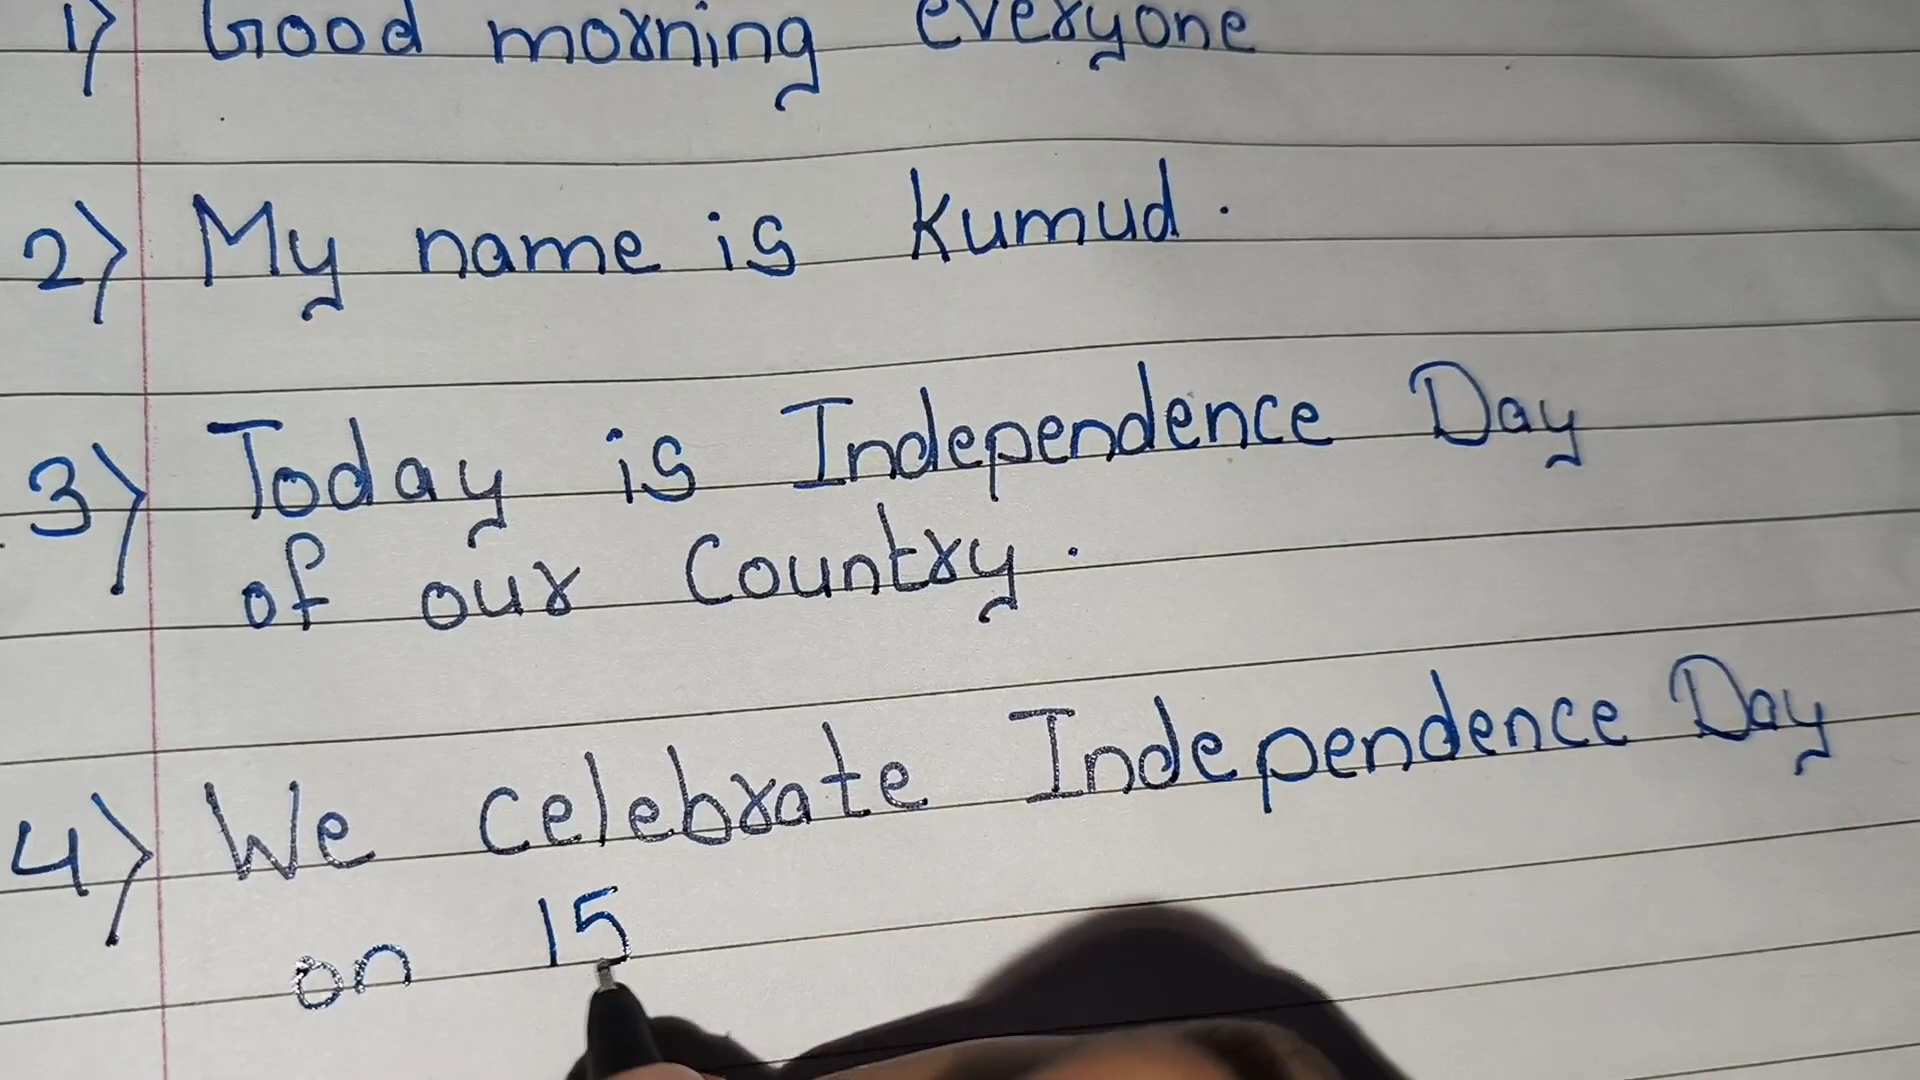 1) Good morning everyone
2) My name is Kumud.
3) Today is Independence Day
of our Country.
4) We celebrate Independence Day
on 15